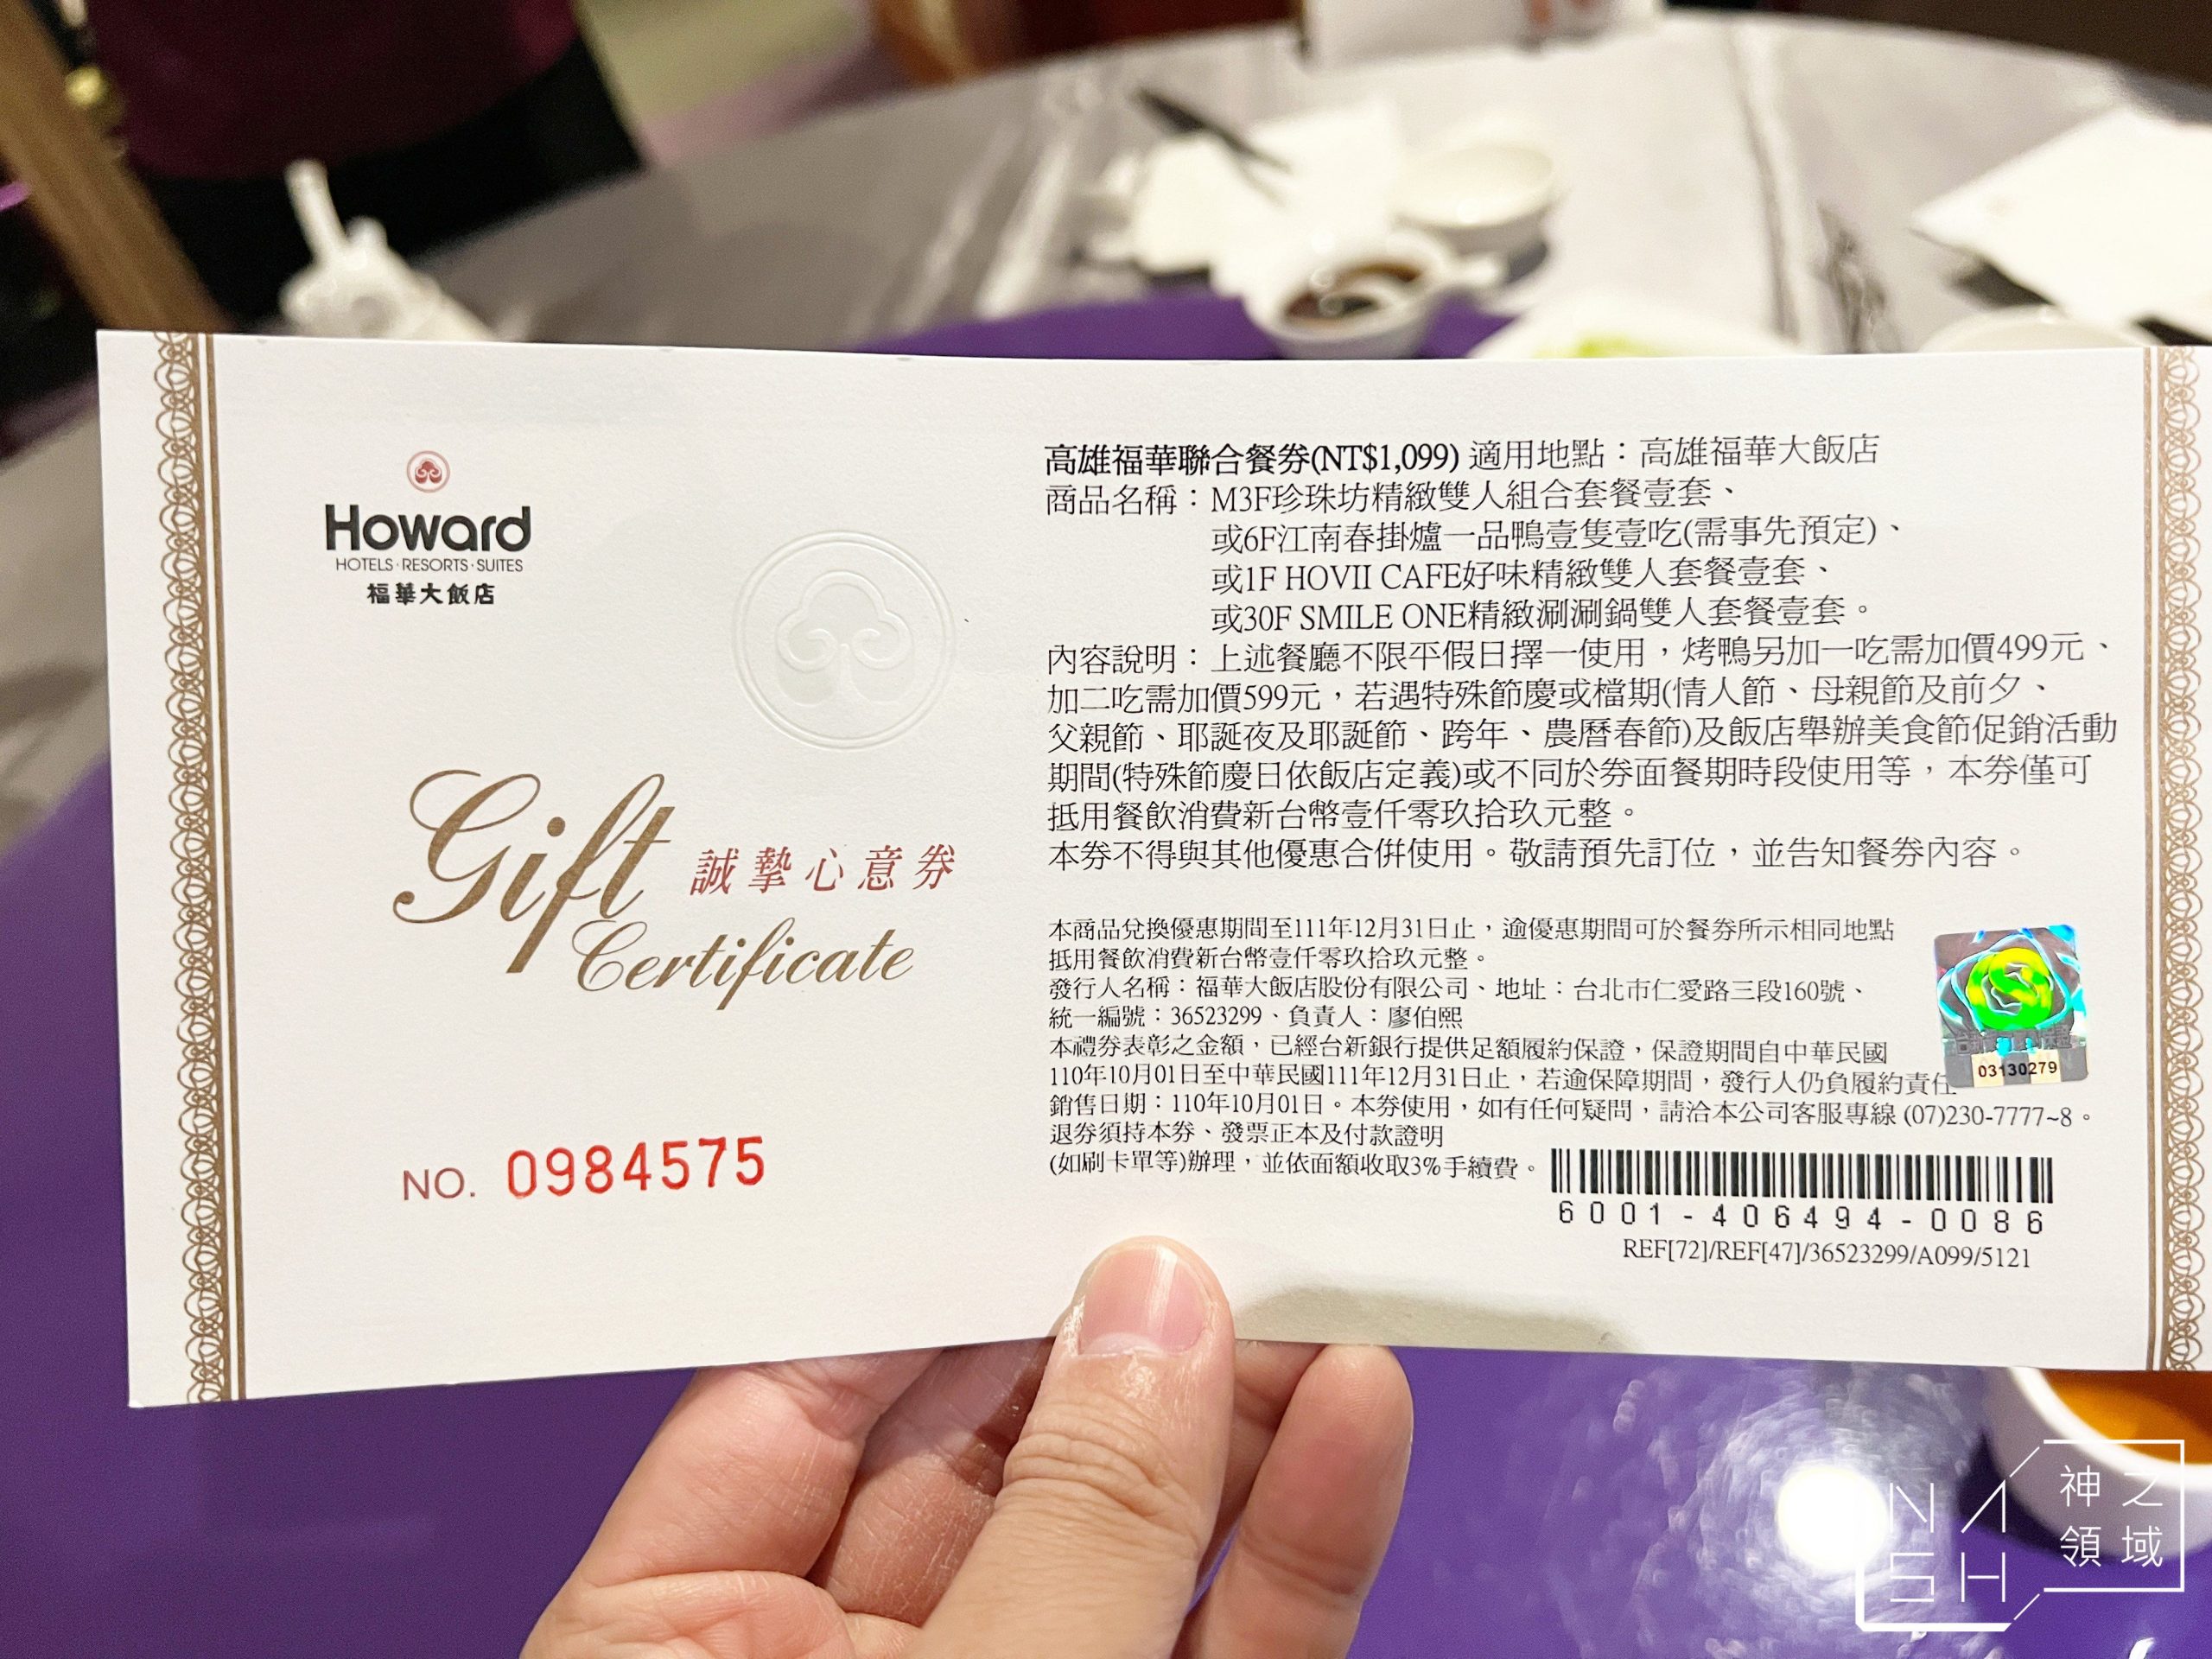 Howard
HOTELS·RESORTS·SUITES
福華大飯店
Gift
誠摯心意券
Certificate
NO. 0984575
高雄福華聯合餐券(NT$1,099) 適用地點：高雄福華大飯店
商品名稱：M3F珍珠坊精緻雙人組合套餐壹套、
或6F江南春掛爐一品鴨壹隻壹吃(需事先預定)、
或1F HOVII CAFE好味精緻雙人套餐壹套、
或30F SMILE ONE精緻涮涮鍋雙人套餐壹套。
內容說明：上述餐廳不限平假日擇一使用，烤鴨另加一吃需加價499元、
加二吃需加價599元，若遇特殊節慶或檔期(情人節、母親節及前夕、
父親節、耶誕夜及耶誕節、跨年、農曆春節)及飯店舉辦美食節促銷活動
期間(特殊節慶日依飯店定義)或不同於券面餐期時段使用等，本券僅可
抵用餐飲消費新台幣壹仟零玖拾玖元整。
本券不得與其他優惠合併使用。敬請預先訂位，並告知餐券內容。
本商品兌換優惠期間至111年12月31日止，逾優惠期間可於餐券所示相同地點
抵用餐飲消費新台幣壹仟零玖拾玖元整。
發行人名稱：福華大飯店股份有限公司、地址：台北市仁愛路三段160號、
統一編號：36523299、負責人：廖伯熙
本禮券表彰之金額，已經台新銀行提供足額履約保證，保證期間自中華民國
110年10月01日至中華民國111年12月31日止，若逾保障期間，發行人仍負履約責任
銷售日期：110年10月01日。本券使用，如有任何疑問，請洽本公司客服專線 (07)230-7777~8。
退券須持本券、發票正本及付款證明
(如刷卡單等)辦理，並依面額收取3%手續費。
03130279
6001-406494-0086
REF[72]/REF[47]/36523299/A099/5121
NASH
神之領域